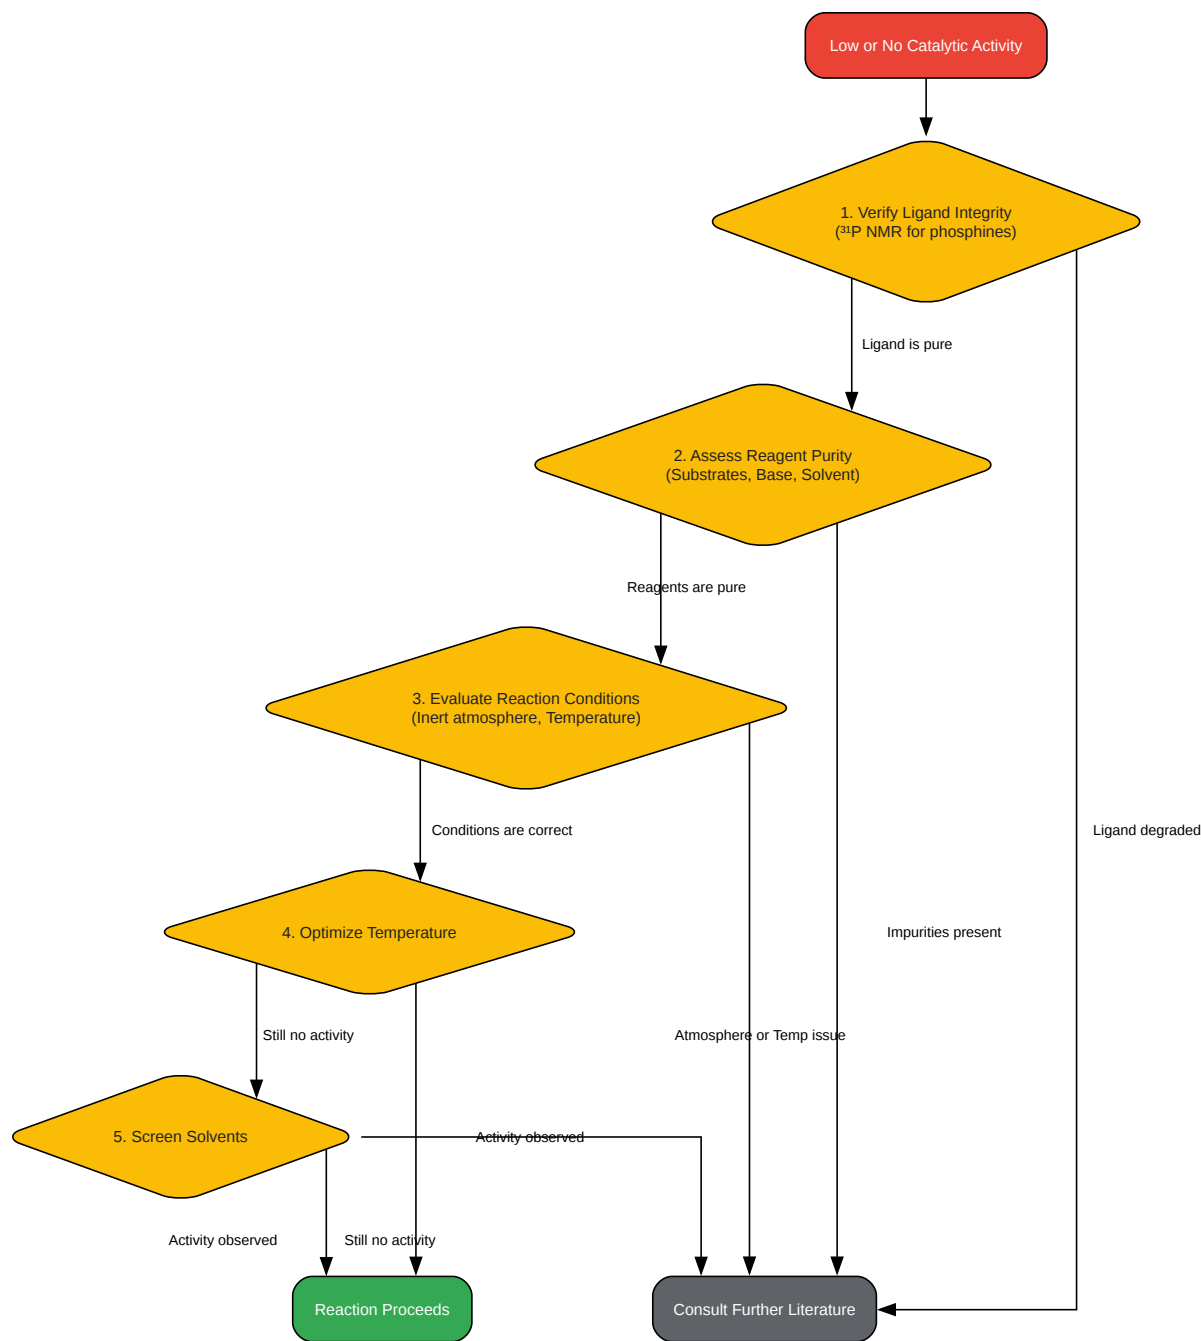 Low or No Catalytic Activity
1. Verify Ligand Integrity
(³¹P NMR for phosphines)
Ligand is pure
2. Assess Reagent Purity
(Substrates, Base, Solvent)
Reagents are pure
3. Evaluate Reaction Conditions
(Inert atmosphere, Temperature)
Conditions are correct
Ligand degraded
4. Optimize Temperature
Impurities present
Still no activity
Atmosphere or Temp issue
5. Screen Solvents
Activity observed
Activity observed
Still no activity
Reaction Proceeds
Consult Further Literature